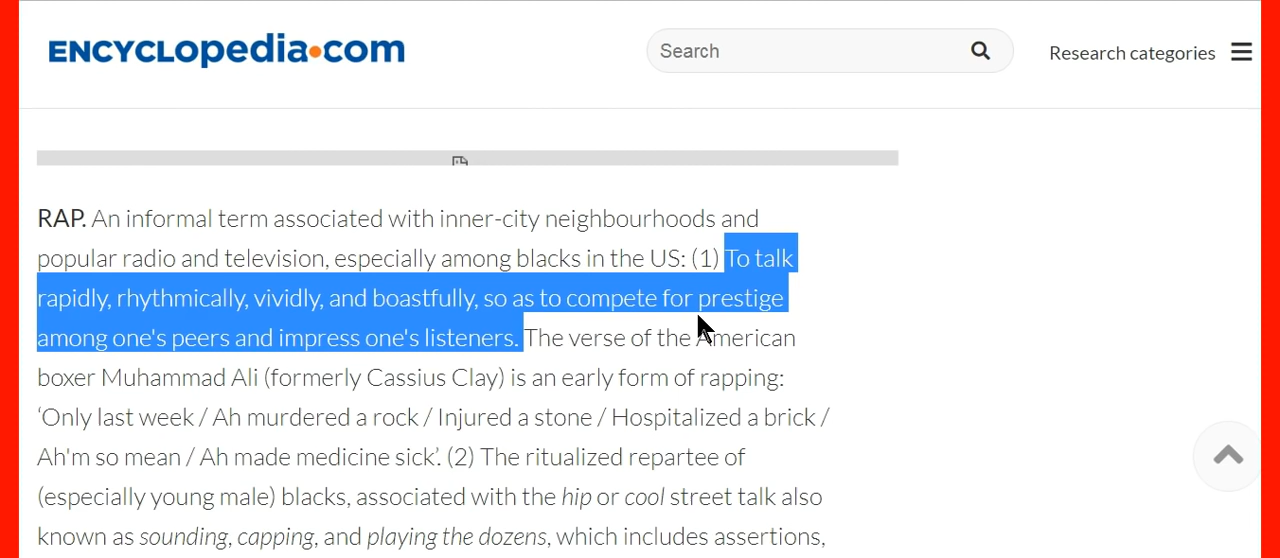 ENCYCLOPedia.com
Search
Research categories
RAP. An informal term associated with inner-city neighbourhoods and
popular radio and television, especially among blacks in the US: (1) To talk
rapidly, rhythmically, vividly, and boastfully, so as to compete for prestige
among one's peers and impress one's listeners. The verse of the American
boxer Muhammad Ali (formerly Cassius Clay) is an early form of rapping:
‘Only last week / Ah murdered a rock / Injured a stone / Hospitalized a brick /
Ah'm so mean / Ah made medicine sick’. (2) The ritualized repartee of
(especially young male) blacks, associated with the hip or cool street talk also
known as sounding, capping, and playing the dozens, which includes assertions,